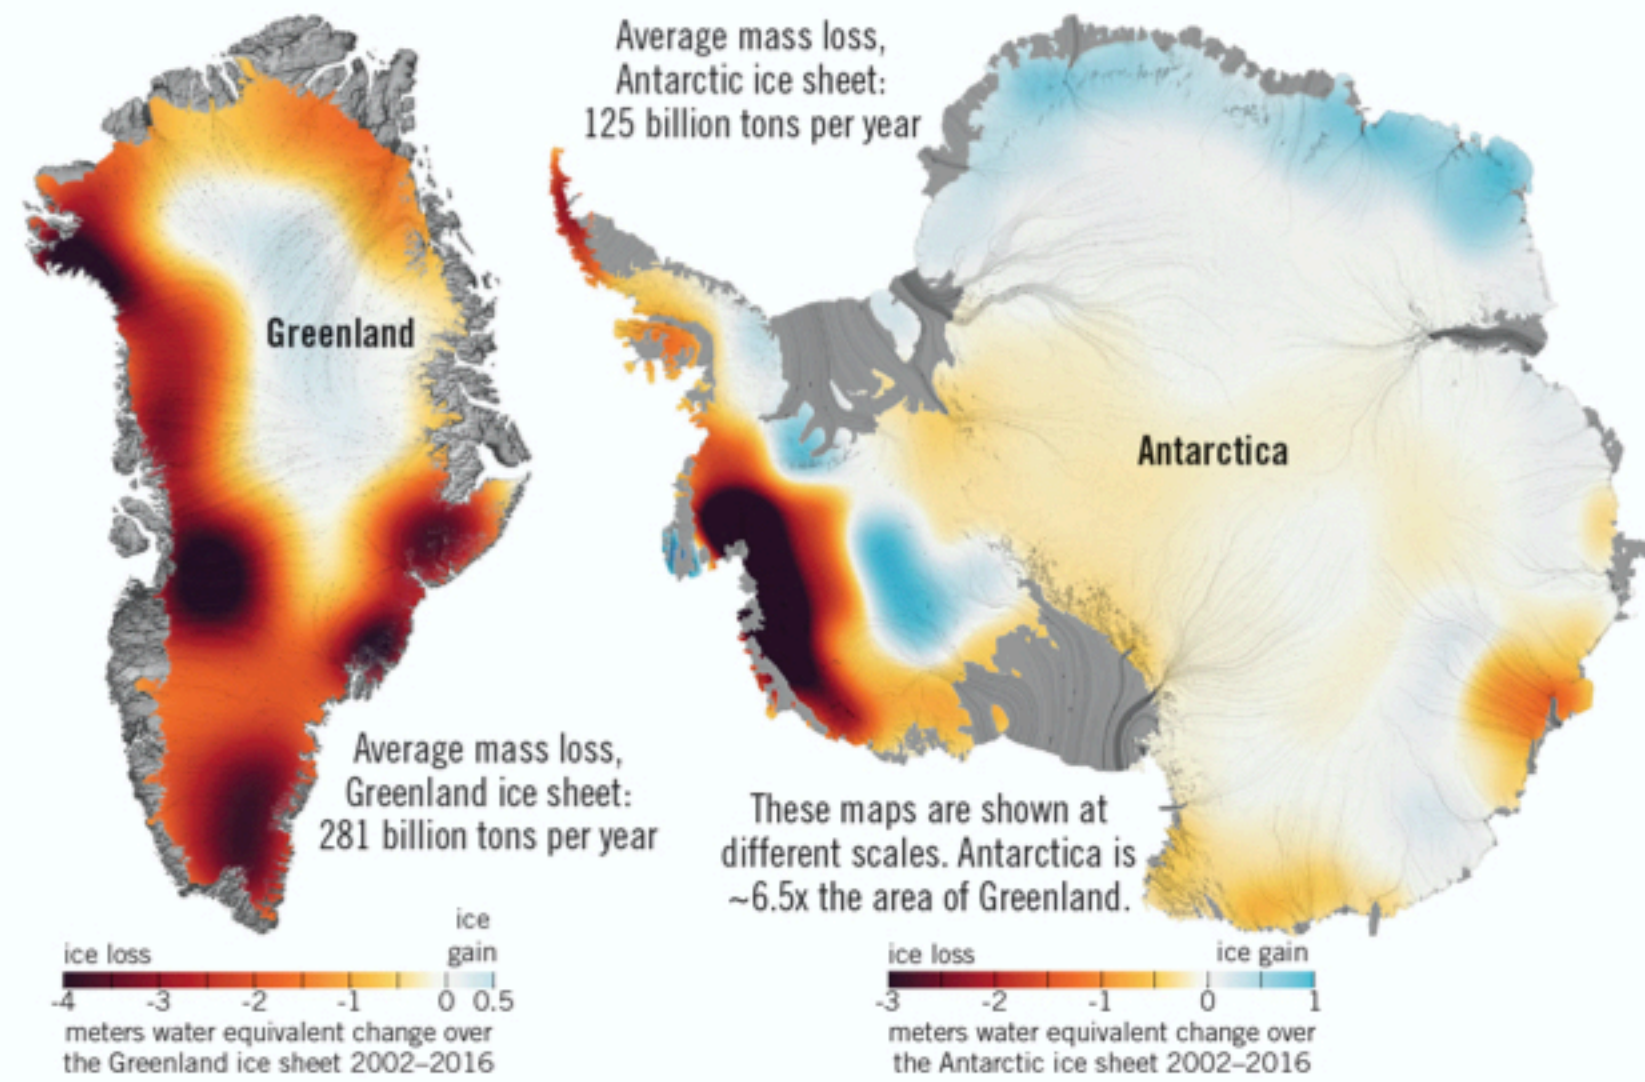 Average mass loss,
Antarctic ice sheet:
125 billion tons per year
Greenland
Antarctica
Average mass loss,
Greenland ice sheet:
281 billion tons per year
These maps are shown at
different scales. Antarctica is
~6.5x the area of Greenland.
ice loss
ice
gain
-4 -3 -2 -1 0 0.5
meters water equivalent change over
the Greenland ice sheet 2002–2016
ice loss ice gain
-3 -2 -1 0 1
meters water equivalent change over
the Antarctic ice sheet 2002–2016